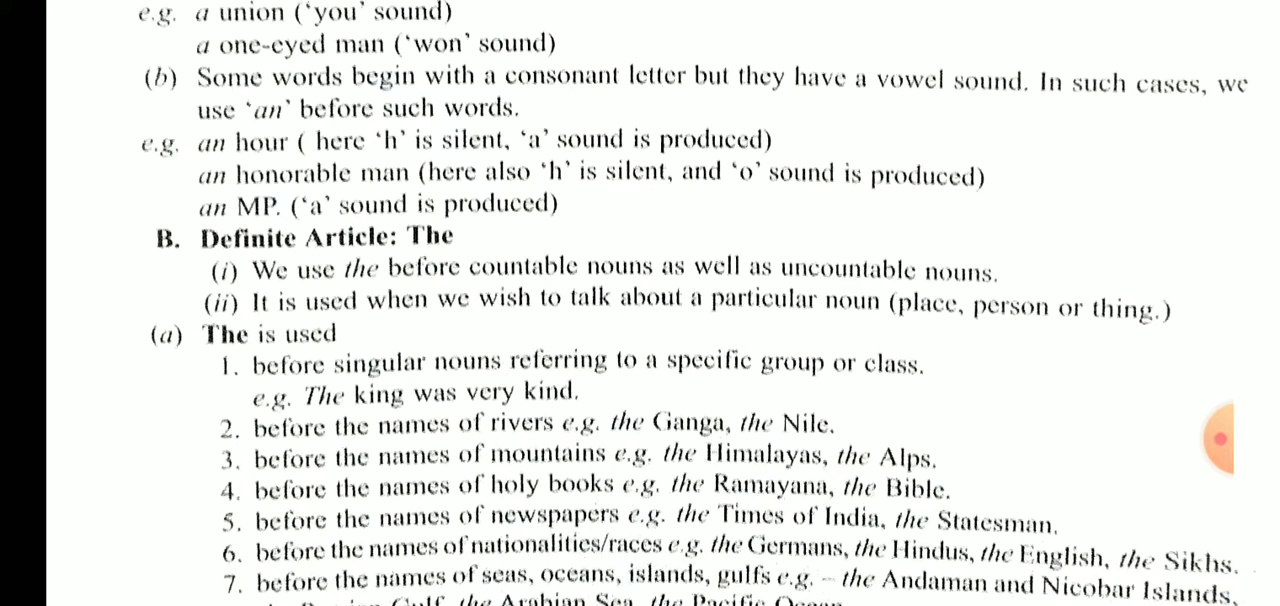 e.g. a union (‘you’ sound)
a one-eyed man (‘won’ sound)
(b) Some words begin with a consonant letter but they have a vowel sound. In such cases, we
use ‘an’ before such words.
e.g. an hour ( here ‘h’ is silent, ‘a’ sound is produced)
an honorable man (here also ‘h’ is silent, and ‘o’ sound is produced)
an MP. (‘a’ sound is produced)
B. Definite Article: The
(i) We use the before countable nouns as well as uncountable nouns.
(ii) It is used when we wish to talk about a particular noun (place, person or thing.)
(a) The is used
1. before singular nouns referring to a specific group or class.
e.g. The king was very kind.
2. before the names of rivers e.g. the Ganga, the Nile.
3. before the names of mountains e.g. the Himalayas, the Alps.
4. before the names of holy books e.g. the Ramayana, the Bible.
5. before the names of newspapers e.g. the Times of India, the Statesman.
6. before the names of nationalities/races e.g. the Germans, the Hindus, the English, the Sikhs.
7. before the names of seas, oceans, islands, gulfs e.g. – the Andaman and Nicobar Islands,
Gulf, the Arabian Sea, the Pacific Ocean